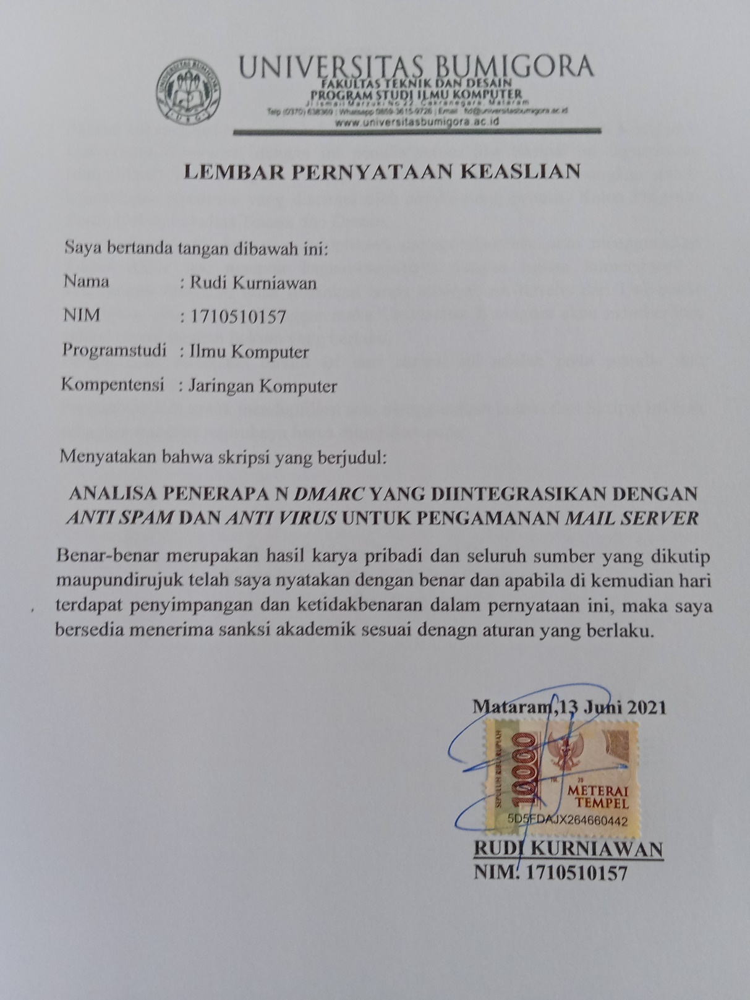 UNIVERSITAS BUMIGORA
FAKULTAS TEKNIK DAN DESAIN
PROGRAM STUDI ILMU KOMPUTER
Jl Ismail Marzuki No 22 Cakranegara, Mataram
Telp (0370) 638369 | Whatsapp 0859-3615-9726 | Email : ftd@universitasbumigora.ac.id
www.universitasbumigora.ac.id
LEMBAR PERNYATAAN KEASLIAN
Saya bertanda tangan dibawah ini:
Nama : Rudi Kurniawan
NIM : 1710510157
Programstudi : Ilmu Komputer
Kompentensi : Jaringan Komputer
Menyatakan bahwa skripsi yang berjudul:
ANALISA PENERAPA N DMARC YANG DIINTEGRASIKAN DENGAN
ANTI SPAM DAN ANTI VIRUS UNTUK PENGAMANAN MAIL SERVER
Benar-benar merupakan hasil karya pribadi dan seluruh sumber yang dikutip
maupundirujuk telah saya nyatakan dengan benar dan apabila di kemudian hari
terdapat penyimpangan dan ketidakbenaran dalam pernyataan ini, maka saya
bersedia menerima sanksi akademik sesuai denagn aturan yang berlaku.
Mataram,13 Juni 2021
SEPULUH RIBU RUPIAH
10000
TGL. 20
METERAI
TEMPEL
5D5FDAJX264660442
RUDI KURNIAWAN
NIM. 1710510157